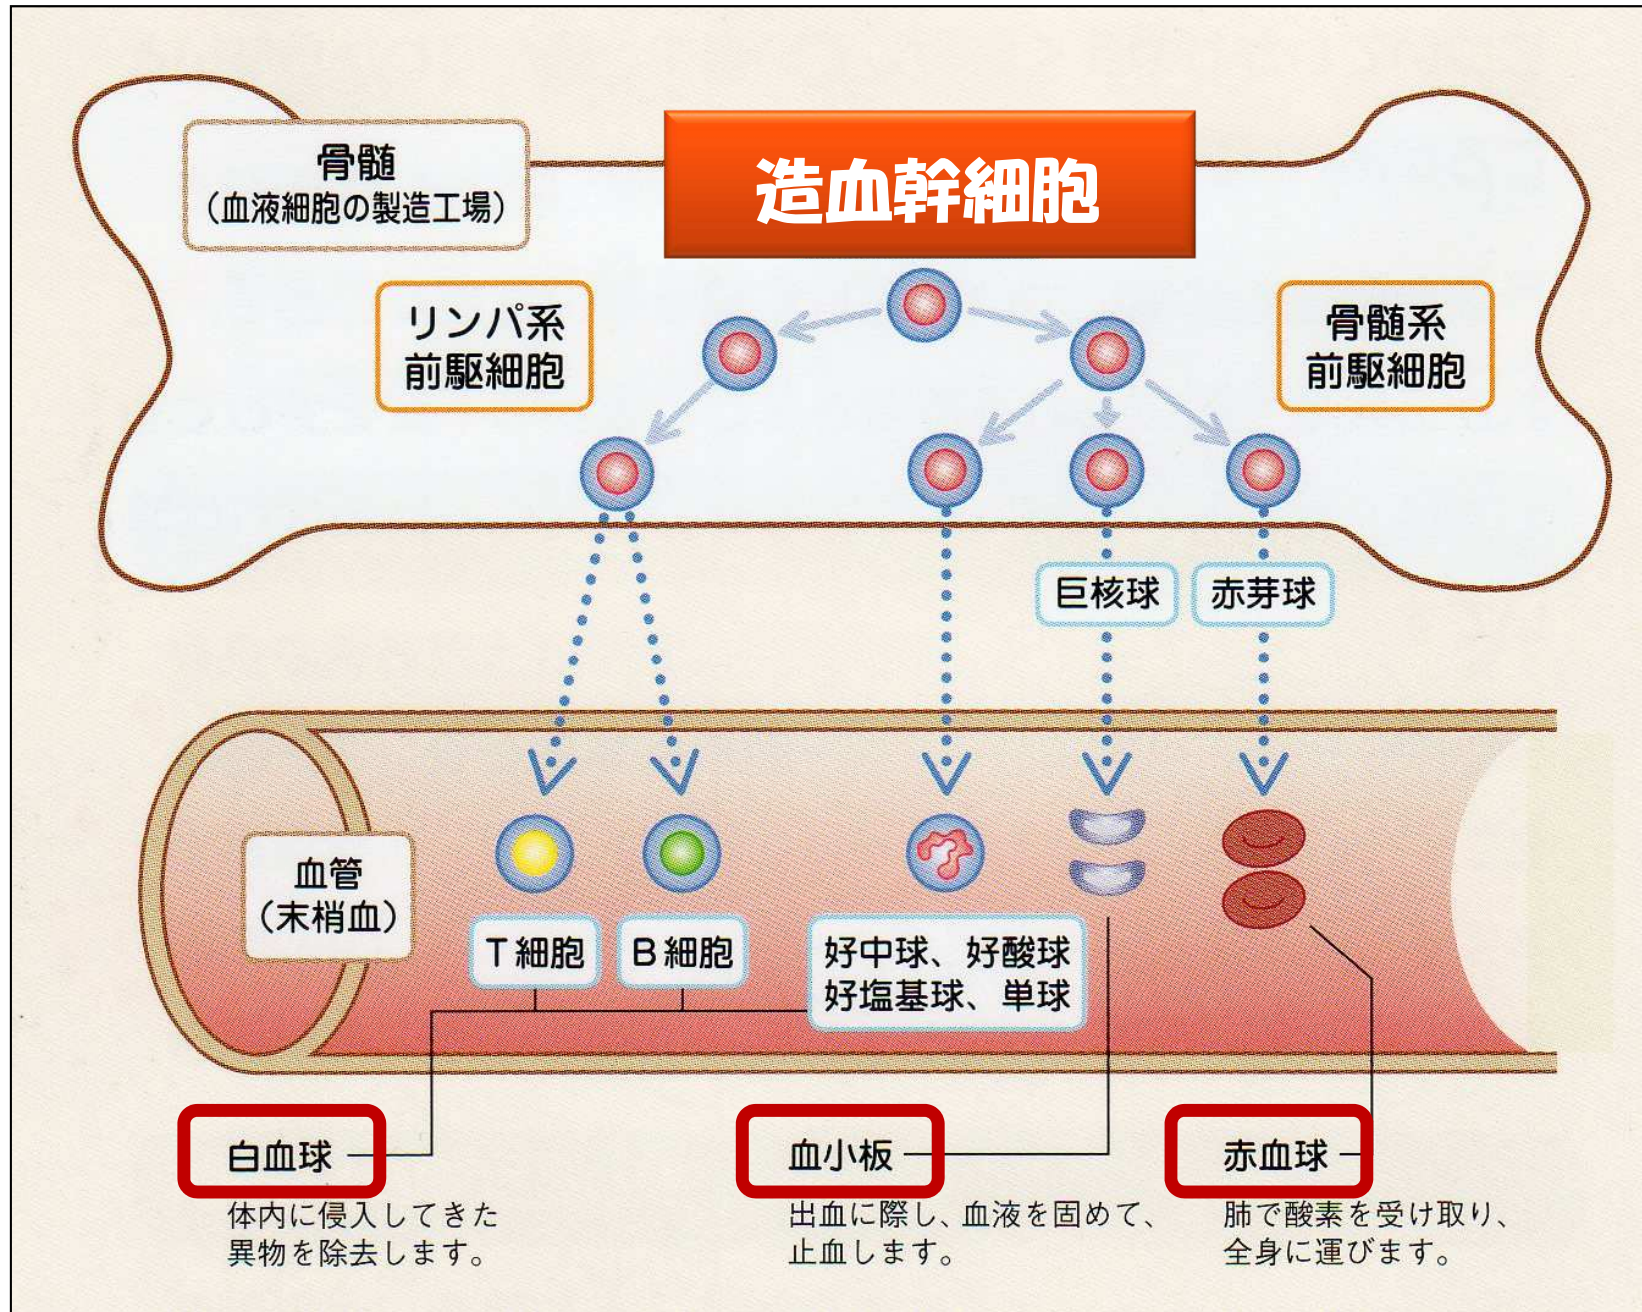 造血幹細胞
骨髄
（血液細胞の製造工場）
リンパ系
前駆細胞
骨髄系
前駆細胞
巨核球
赤芽球
血管
（末梢血）
T細胞
B細胞
好中球、好酸球
好塩基球、単球
白血球
体内に侵入してきた
異物を除去します。
血小板
出血に際し、血液を固めて、
止血します。
赤血球
肺で酸素を受け取り、
全身に運びます。